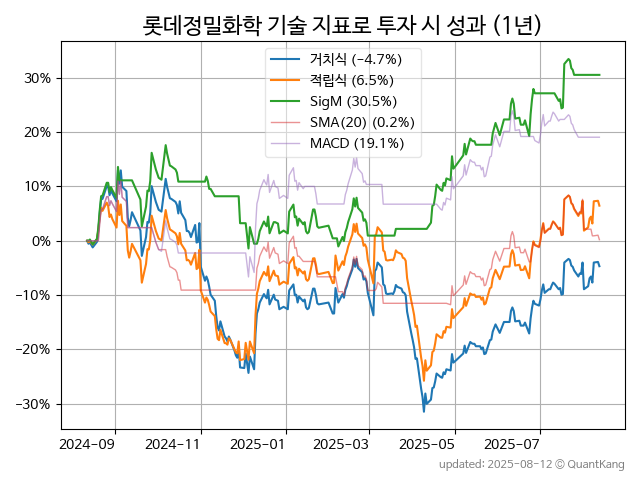 롯데정밀화학 기술 지표로 투자 시 성과 (1년)
거치식 (−4.7%)
적립식 (6.5%)
SigM (30.5%)
SMA(20) (0.2%)
MACD (19.1%)
30%
20%
10%
0%
−10%
−20%
−30%
2024−09 2024−11 2025−01 2025−03 2025−05 2025−07
updated: 2025-08-12 © QuantKang